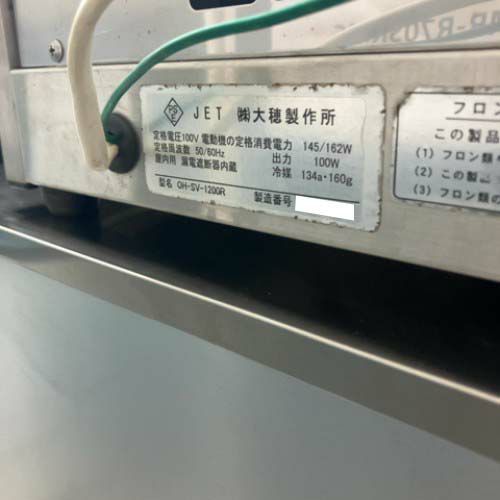 PS E
JET ㈱大穂製作所
定格電圧100V 電動機の定格消費電力 145/162W
定格周波数 50/60Hz 出力 100W
屋内用 漏電遮断器内蔵 冷媒 134a・160g
型名 OH-SV-1200R 製造番号
フロン
この製品
(1) フロン類
(2) この
(3) フロン類の